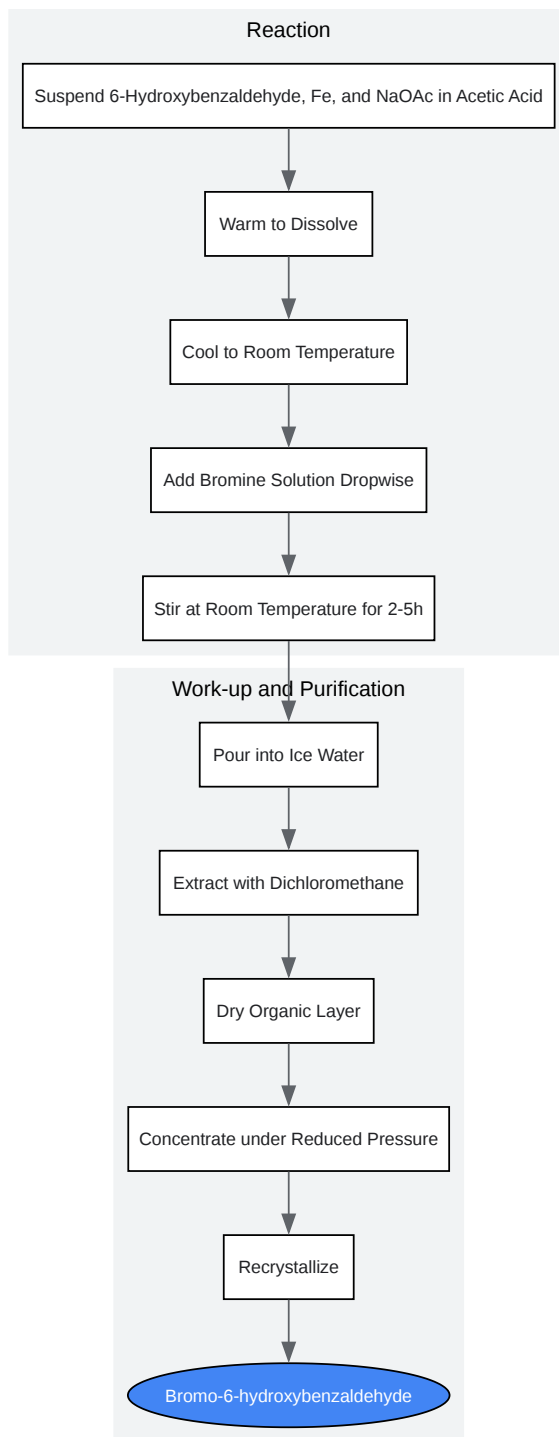 Reaction
Suspend 6-Hydroxybenzaldehyde, Fe, and NaOAc in Acetic Acid
Warm to Dissolve
Cool to Room Temperature
Add Bromine Solution Dropwise
Stir at Room Temperature for 2-5h
Work-up and Purification
Pour into Ice Water
Extract with Dichloromethane
Dry Organic Layer
Concentrate under Reduced Pressure
Recrystallize
Bromo-6-hydroxybenzaldehyde